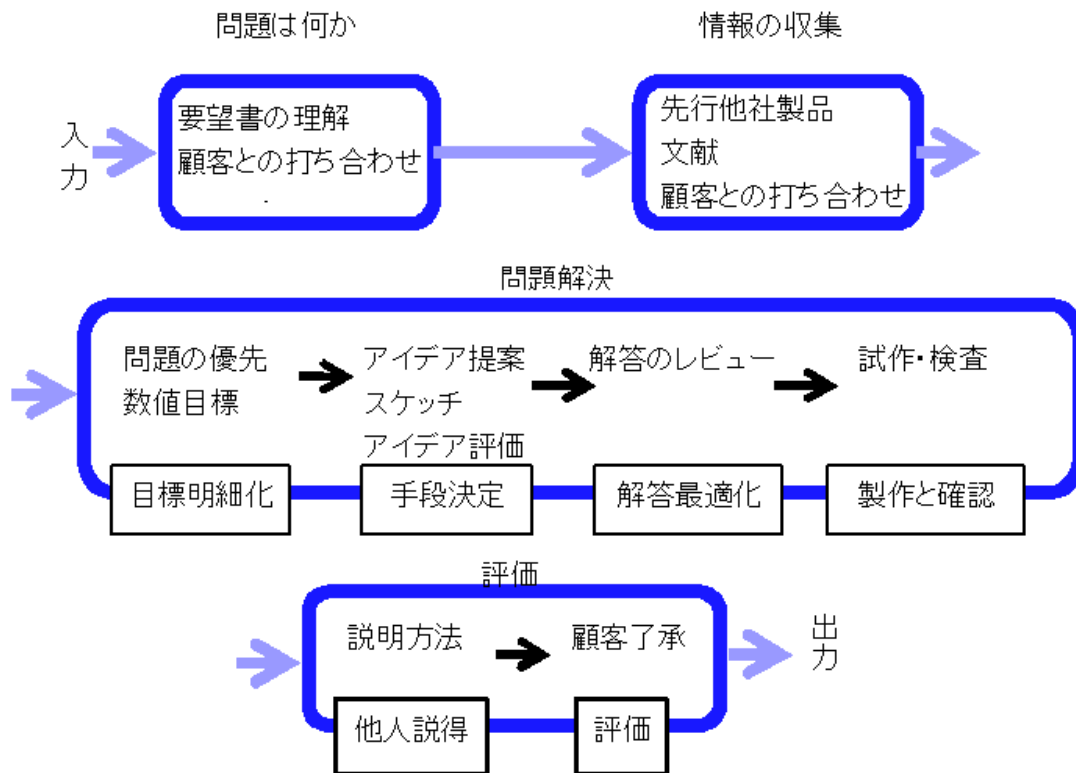 問題は何か
情報の収集
入力
要望書の理解
顧客との打ち合わせ
.
先行他社製品
文献
顧客との打ち合わせ
問題解決
問題の優先
数値目標
アイデア提案
スケッチ
アイデア評価
解答のレビュー
試作・検査
目標明細化
手段決定
解答最適化
製作と確認
評価
説明方法
顧客了承
出力
他人説得
評価